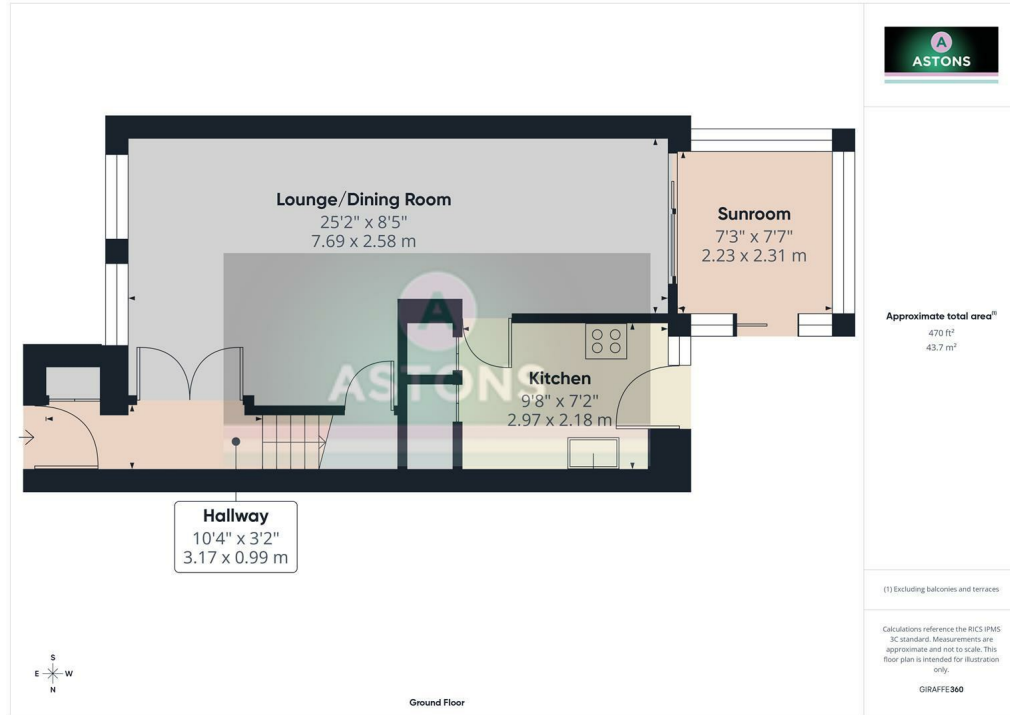 A
ASTONS
Lounge/Dining Room
25'2" x 8'5"
7.69 x 2.58 m
Sunroom
7'3" x 7'7"
2.23 x 2.31 m
A
ASTONS
Kitchen
9'8" x 7'2"
2.97 x 2.18 m
Hallway
10'4" x 3'2"
3.17 x 0.99 m
Approximate total area(1)
470 ft²
43.7 m²
(1) Excluding balconies and terraces
Calculations reference the RICS IPMS
3C standard. Measurements are
approximate and not to scale. This
floor plan is intended for illustration
only.
GIRAFFE360
S
E W
N
Ground Floor